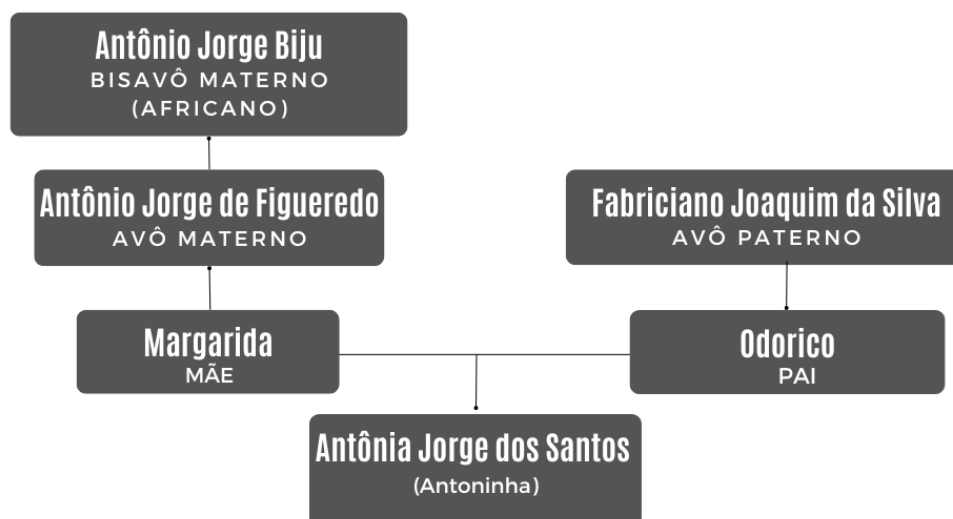 Antônio Jorge Biju
BISAVÔ MATERNO
(AFRICANO)
Antônio Jorge de Figueredo
AVÔ MATERNO
Fabriciano Joaquim da Silva
AVÔ PATERNO
Margarida
MÃE
Odorico
PAI
Antônia Jorge dos Santos
(Antoninha)